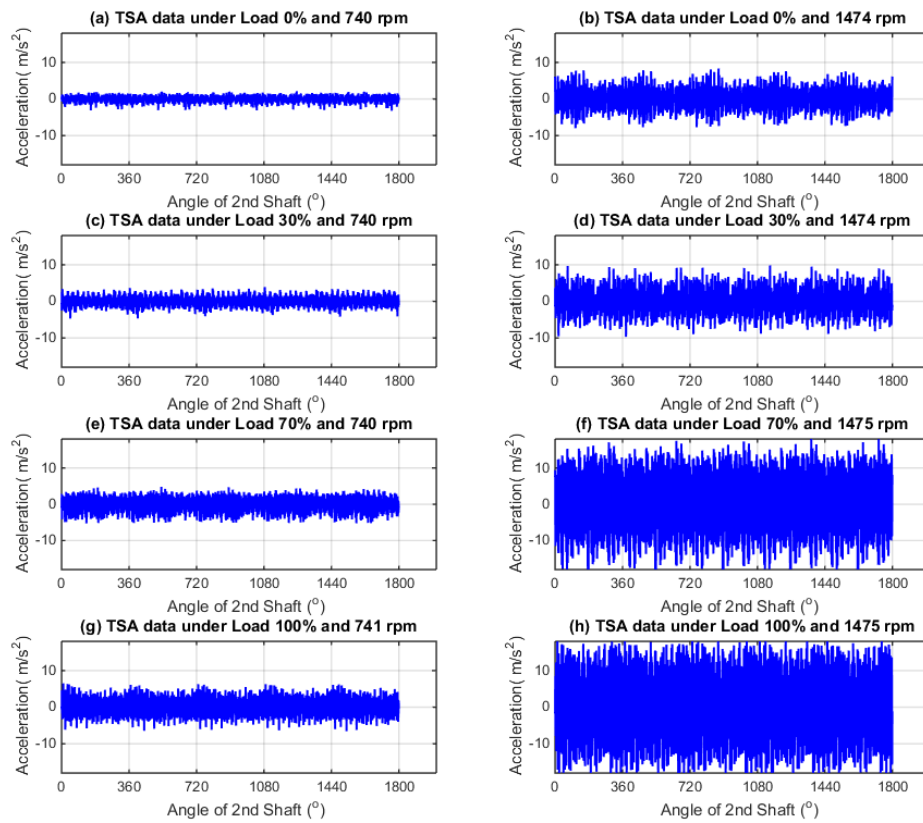 (a) TSA data under Load 0% and 740 rpm
Acceleration( m/s²)
10
0
-10
0 360 720 1080 1440 1800
Angle of 2nd Shaft (°)
(b) TSA data under Load 0% and 1474 rpm
Acceleration( m/s²)
10
0
-10
0 360 720 1080 1440 1800
Angle of 2nd Shaft (°)
(c) TSA data under Load 30% and 740 rpm
Acceleration( m/s²)
10
0
-10
0 360 720 1080 1440 1800
Angle of 2nd Shaft (°)
(d) TSA data under Load 30% and 1474 rpm
Acceleration( m/s²)
10
0
-10
0 360 720 1080 1440 1800
Angle of 2nd Shaft (°)
(e) TSA data under Load 70% and 740 rpm
Acceleration( m/s²)
10
0
-10
0 360 720 1080 1440 1800
Angle of 2nd Shaft (°)
(f) TSA data under Load 70% and 1475 rpm
Acceleration( m/s²)
10
0
-10
0 360 720 1080 1440 1800
Angle of 2nd Shaft (°)
(g) TSA data under Load 100% and 741 rpm
Acceleration( m/s²)
10
0
-10
0 360 720 1080 1440 1800
Angle of 2nd Shaft (°)
(h) TSA data under Load 100% and 1475 rpm
Acceleration( m/s²)
10
0
-10
0 360 720 1080 1440 1800
Angle of 2nd Shaft (°)